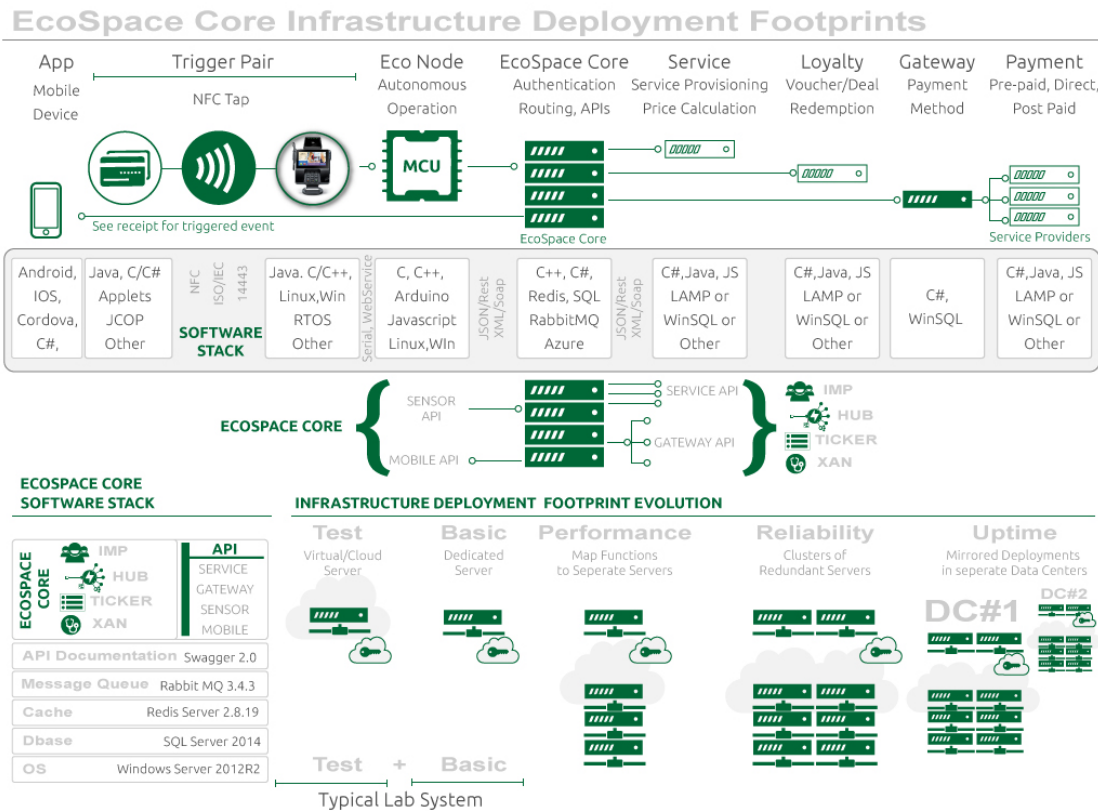 EcoSpace Core Infrastructure Deployment Footprints
App
Mobile
Device
Trigger Pair
NFC Tap
Eco Node
Autonomous
Operation
EcoSpace Core
Authentication
Routing, APIs
Service
Service Provisioning
Price Calculation
Loyalty
Voucher/Deal
Redemption
Gateway
Payment
Method
Payment
Pre-paid, Direct,
Post Paid
MCU
See receipt for triggered event
EcoSpace Core
Service Providers
Android,
IOS,
Cordova,
C#,
Java, C/C#
Applets
JCOP
Other
NFC
ISO/IEC
14443
SOFTWARE
STACK
Java. C/C++,
Linux,Win
RTOS
Other
Serial, WebService
C, C++,
Arduino
Javascript
Linux,WIn
JSON/Rest
XML/Soap
C++, C#,
Redis, SQL
RabbitMQ
Azure
JSON/Rest
XML/Soap
C#,Java, JS
LAMP or
WinSQL or
Other
C#,Java, JS
LAMP or
WinSQL or
Other
C#,
WinSQL
C#,Java, JS
LAMP or
WinSQL or
Other
ECOSPACE CORE
SENSOR
API
MOBILE API
SERVICE API
GATEWAY API
IMP
HUB
TICKER
XAN
ECOSPACE CORE
SOFTWARE STACK
ECOSPACE
CORE
IMP
HUB
TICKER
XAN
API
SERVICE
GATEWAY
SENSOR
MOBILE
API Documentation Swagger 2.0
Message Queue Rabbit MQ 3.4.3
Cache Redis Server 2.8.19
Dbase SQL Server 2014
OS Windows Server 2012R2
INFRASTRUCTURE DEPLOYMENT FOOTPRINT EVOLUTION
Test
Virtual/Cloud
Server
Basic
Dedicated
Server
Performance
Map Functions
to Seperate Servers
Reliability
Clusters of
Redundant Servers
Uptime
Mirrored Deployments
in seperate Data Centers
DC#1
DC#2
Test + Basic
Typical Lab System